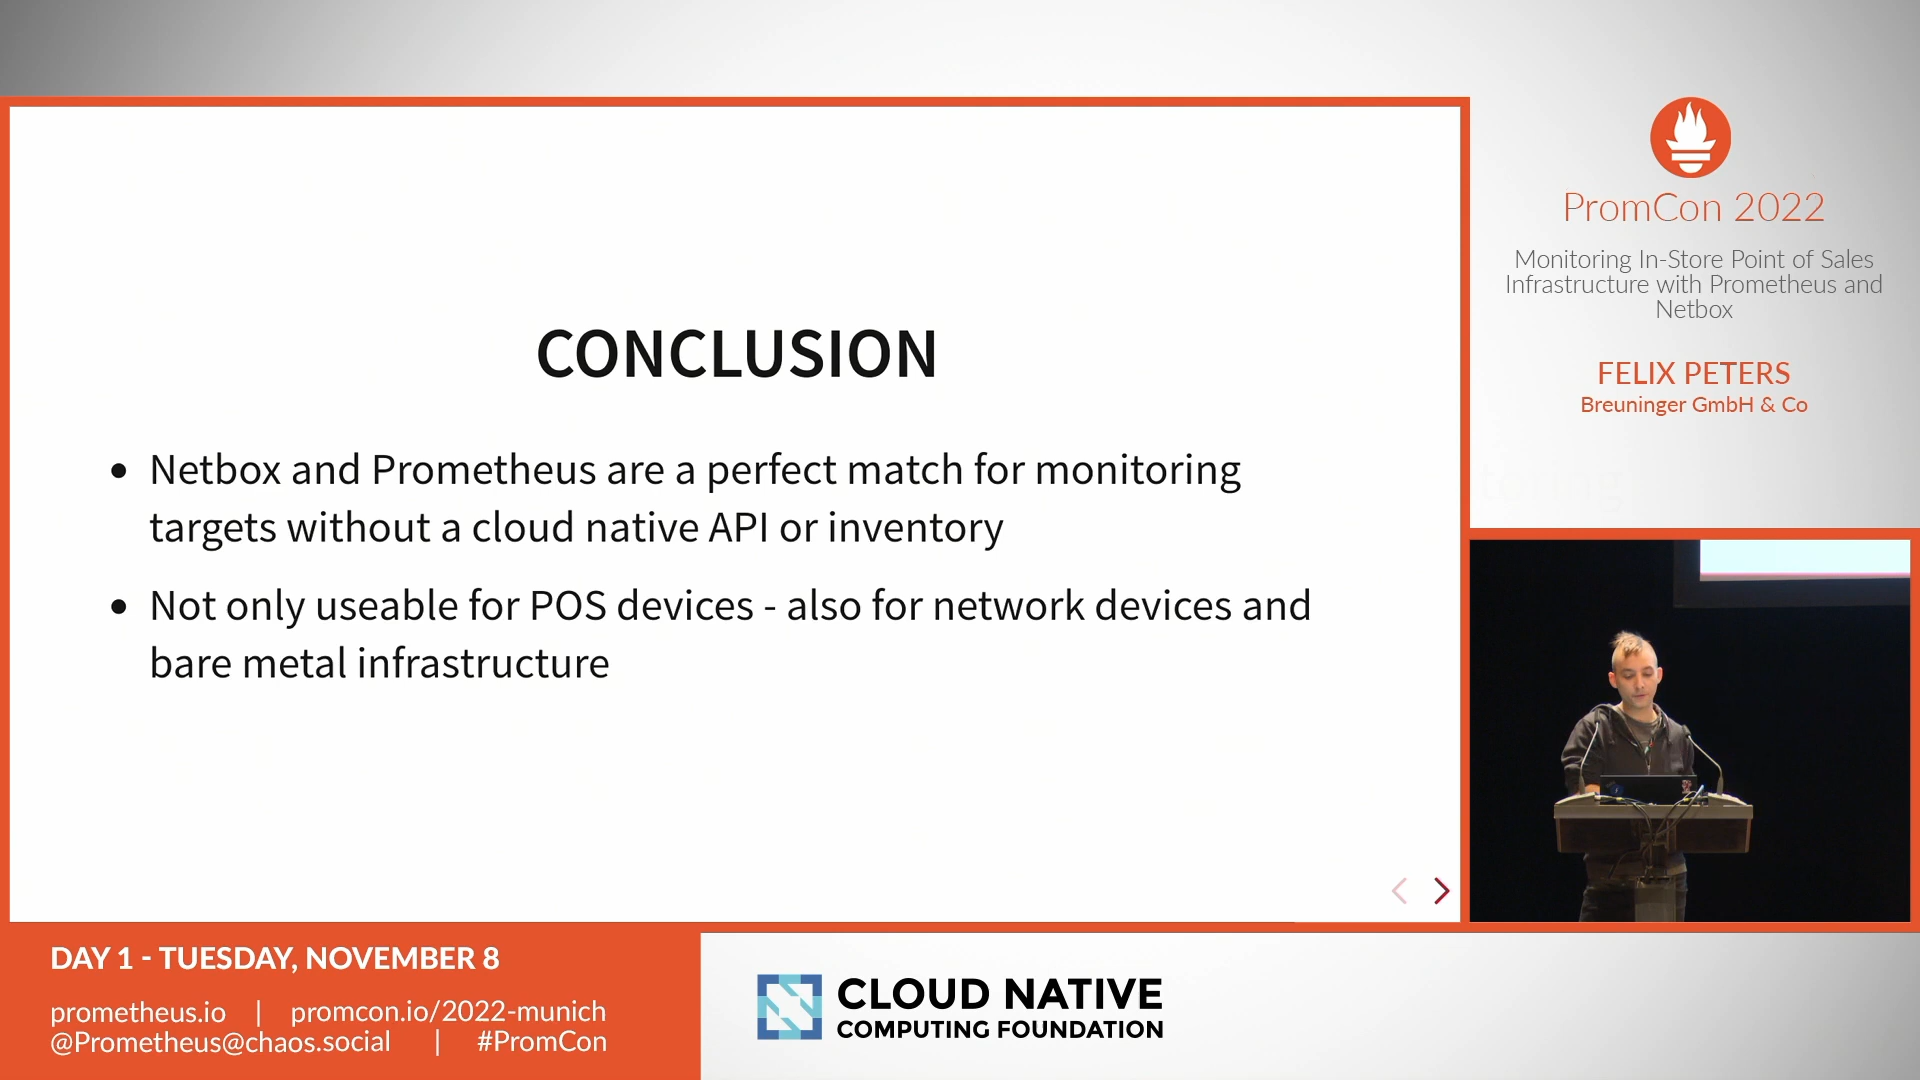 CONCLUSION
Netbox and Prometheus are a perfect match for monitoring
targets without a cloud native API or inventory
Not only useable for POS devices - also for network devices and
bare metal infrastructure
PromCon 2022
Monitoring In-Store Point of Sales
Infrastructure with Prometheus and
Netbox
FELIX PETERS
Breuninger GmbH & Co
DAY 1 - TUESDAY, NOVEMBER 8
prometheus.io | promcon.io/2022-munich
@Prometheus@chaos.social | #PromCon
CLOUD NATIVE
COMPUTING FOUNDATION